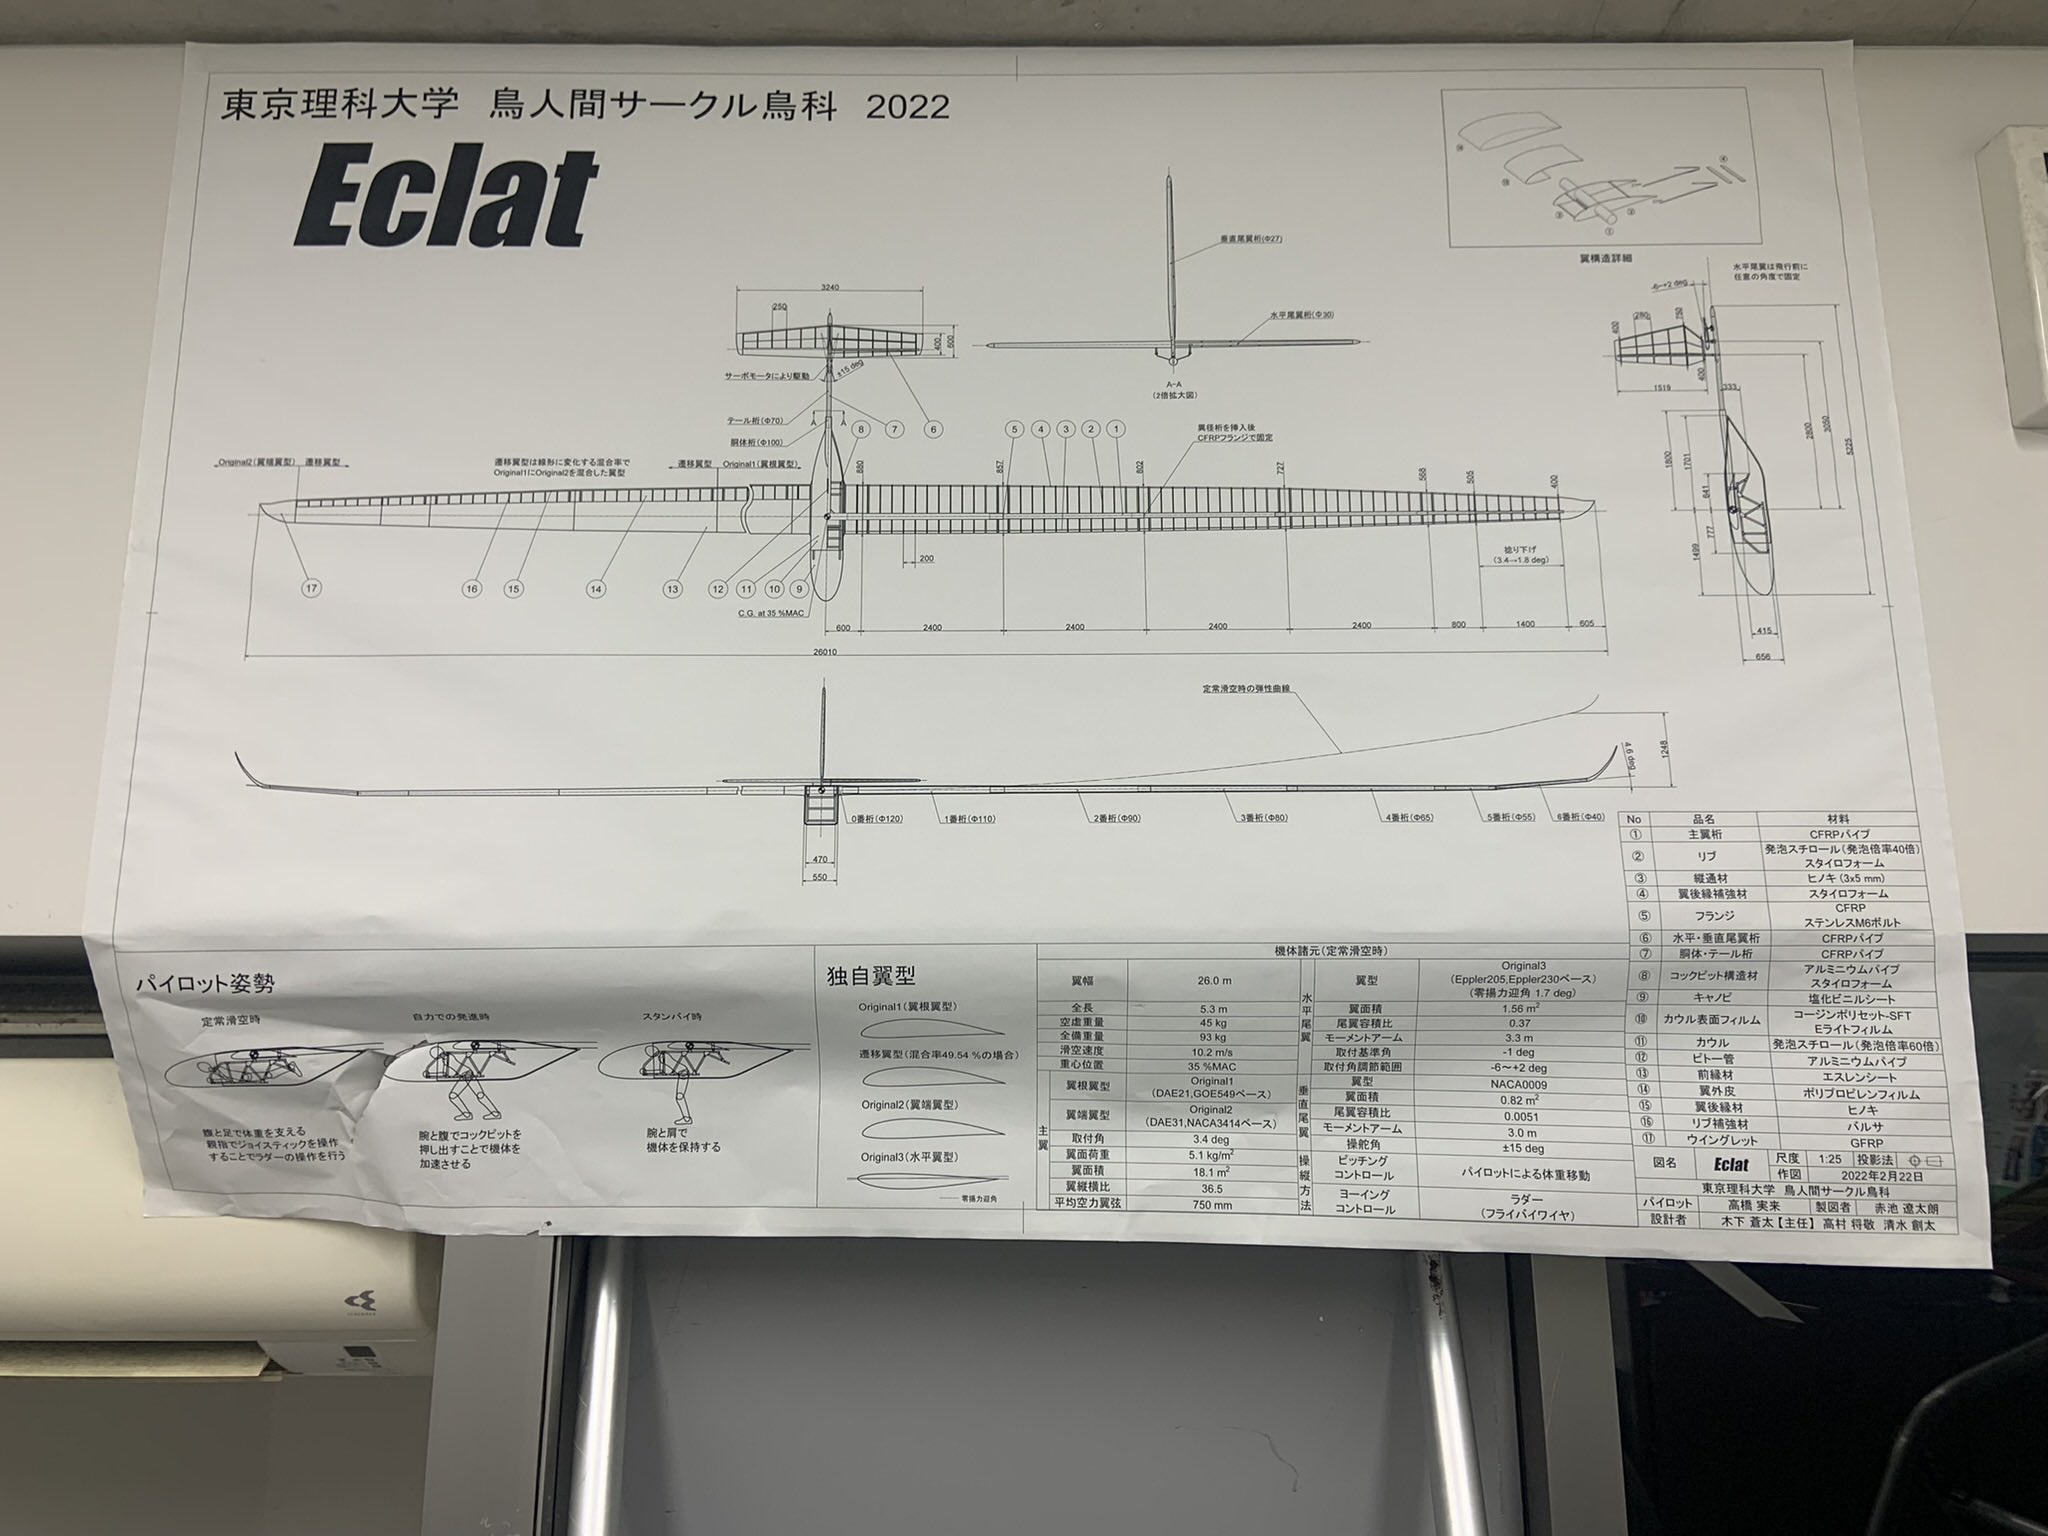 東京理科大学 鳥人間サークル鳥科 2022
Eclat
翼構造詳細
水平尾翼は飛行前に
任意の角度で固定
垂直尾翼桁(Φ27)
水平尾翼桁(Φ30)
A-A
(2倍拡大図)
3240
250
400
600
サーボモータにより駆動
±15 deg
テール桁(Φ70)
胴体桁(Φ100)
A
A
-6~+2 deg
280
750
400
400
1519
333
1800
1701
641
777
1499
2800
3050
5225
415
656
Original2(翼端翼型)
遷移翼型
遷移翼型は線形に変化する混合率で
Original1にOriginal2を混合した翼型
遷移翼型
Original1(翼根翼型)
異径桁を挿入後
CFRPフランジで固定
8
7
6
5
4
3
2
1
880
857
802
727
568
505
400
200
捻り下げ
(3.4→1.8 deg)
17
16
15
14
13
12
11
10
9
C.G. at 35 %MAC
600
2400
2400
2400
2400
800
1400
605
26010
定常滑空時の弾性曲線
1248
4.6 deg
0番桁(Φ120)
1番桁(Φ110)
2番桁(Φ90)
3番桁(Φ80)
4番桁(Φ65)
5番桁(Φ55)
6番桁(Φ40)
470
550
No 品名 材料
① 主翼桁 CFRPパイプ
② リブ 発泡スチロール(発泡倍率40倍)
スタイロフォーム
③ 縦通材 ヒノキ(3x5 mm)
④ 翼後縁補強材 スタイロフォーム
⑤ フランジ CFRP
ステンレスM6ボルト
⑥ 水平・垂直尾翼桁 CFRPパイプ
⑦ 胴体・テール桁 CFRPパイプ
⑧ コックピット構造材 アルミニウムパイプ
スタイロフォーム
⑨ キャノピ 塩化ビニルシート
⑩ カウル表面フィルム コージンポリセット-SFT
Eライトフィルム
⑪ カウル 発泡スチロール(発泡倍率60倍)
⑫ ピトー管 アルミニウムパイプ
⑬ 前縁材 エスレンシート
⑭ 翼外皮 ポリプロピレンフィルム
⑮ 翼後縁材 ヒノキ
⑯ リブ補強材 バルサ
⑰ ウイングレット GFRP
図名 Eclat 尺度 1:25 投影法
作図 2022年2月22日
東京理科大学 鳥人間サークル鳥科
パイロット 高橋 実来 製図者 赤池 遼太朗
設計者 木下 蒼太【主任】 高村 将敬 清水 創太
パイロット姿勢
定常滑空時
腹と足で体重を支える
親指でジョイスティックを操作
することでラダーの操作を行う
自力での発進時
腕と腹でコックピットを
押し出すことで機体を
加速させる
スタンバイ時
腕と肩で
機体を保持する
独自翼型
Original1(翼根翼型)
遷移翼型(混合率49.54 %の場合)
Original2(翼端翼型)
Original3(水平翼型)
零揚力迎角
機体諸元(定常滑空時)
翼幅 26.0 m
全長 5.3 m
空虚重量 45 kg
全備重量 93 kg
滑空速度 10.2 m/s
重心位置 35 %MAC
主翼
翼根翼型 Original1
(DAE21,GOE549ベース)
翼端翼型 Original2
(DAE31,NACA3414ベース)
取付角 3.4 deg
翼面荷重 5.1 kg/m²
翼面積 18.1 m²
翼縦横比 36.5
平均空力翼弦 750 mm
水平尾翼
翼型 Original3
(Eppler205,Eppler230ベース)
(零揚力迎角 1.7 deg)
翼面積 1.56 m²
尾翼容積比 0.37
モーメントアーム 3.3 m
取付基準角 -1 deg
取付角調節範囲 -6~+2 deg
垂直尾翼
翼型 NACA0009
翼面積 0.82 m²
尾翼容積比 0.0051
モーメントアーム 3.0 m
操舵角 ±15 deg
操縦方法
ピッチング
コントロール パイロットによる体重移動
ヨーイング
コントロール ラダー
(フライバイワイヤ)